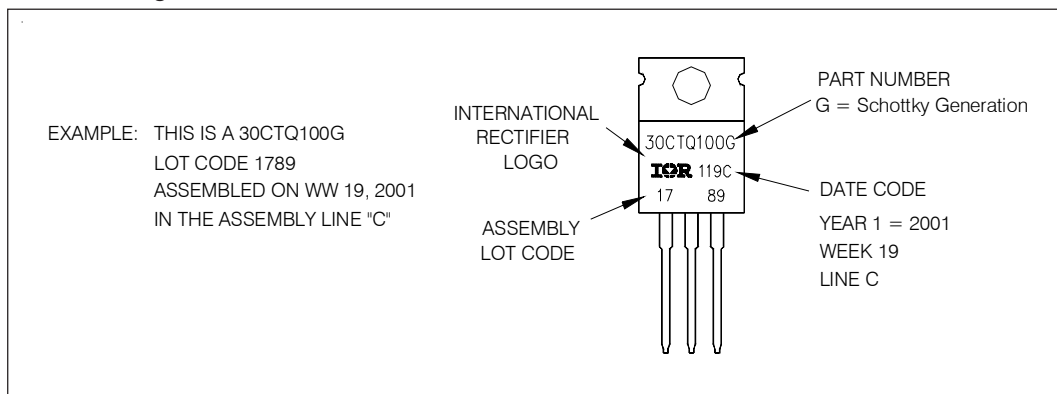 EXAMPLE: THIS IS A 30CTQ100G
LOT CODE 1789
ASSEMBLED ON WW 19, 2001
IN THE ASSEMBLY LINE "C"
INTERNATIONAL
RECTIFIER
LOGO
ASSEMBLY
LOT CODE
30CTQ100G
IOR 119C
17 89
PART NUMBER
G = Schottky Generation
DATE CODE
YEAR 1 = 2001
WEEK 19
LINE C